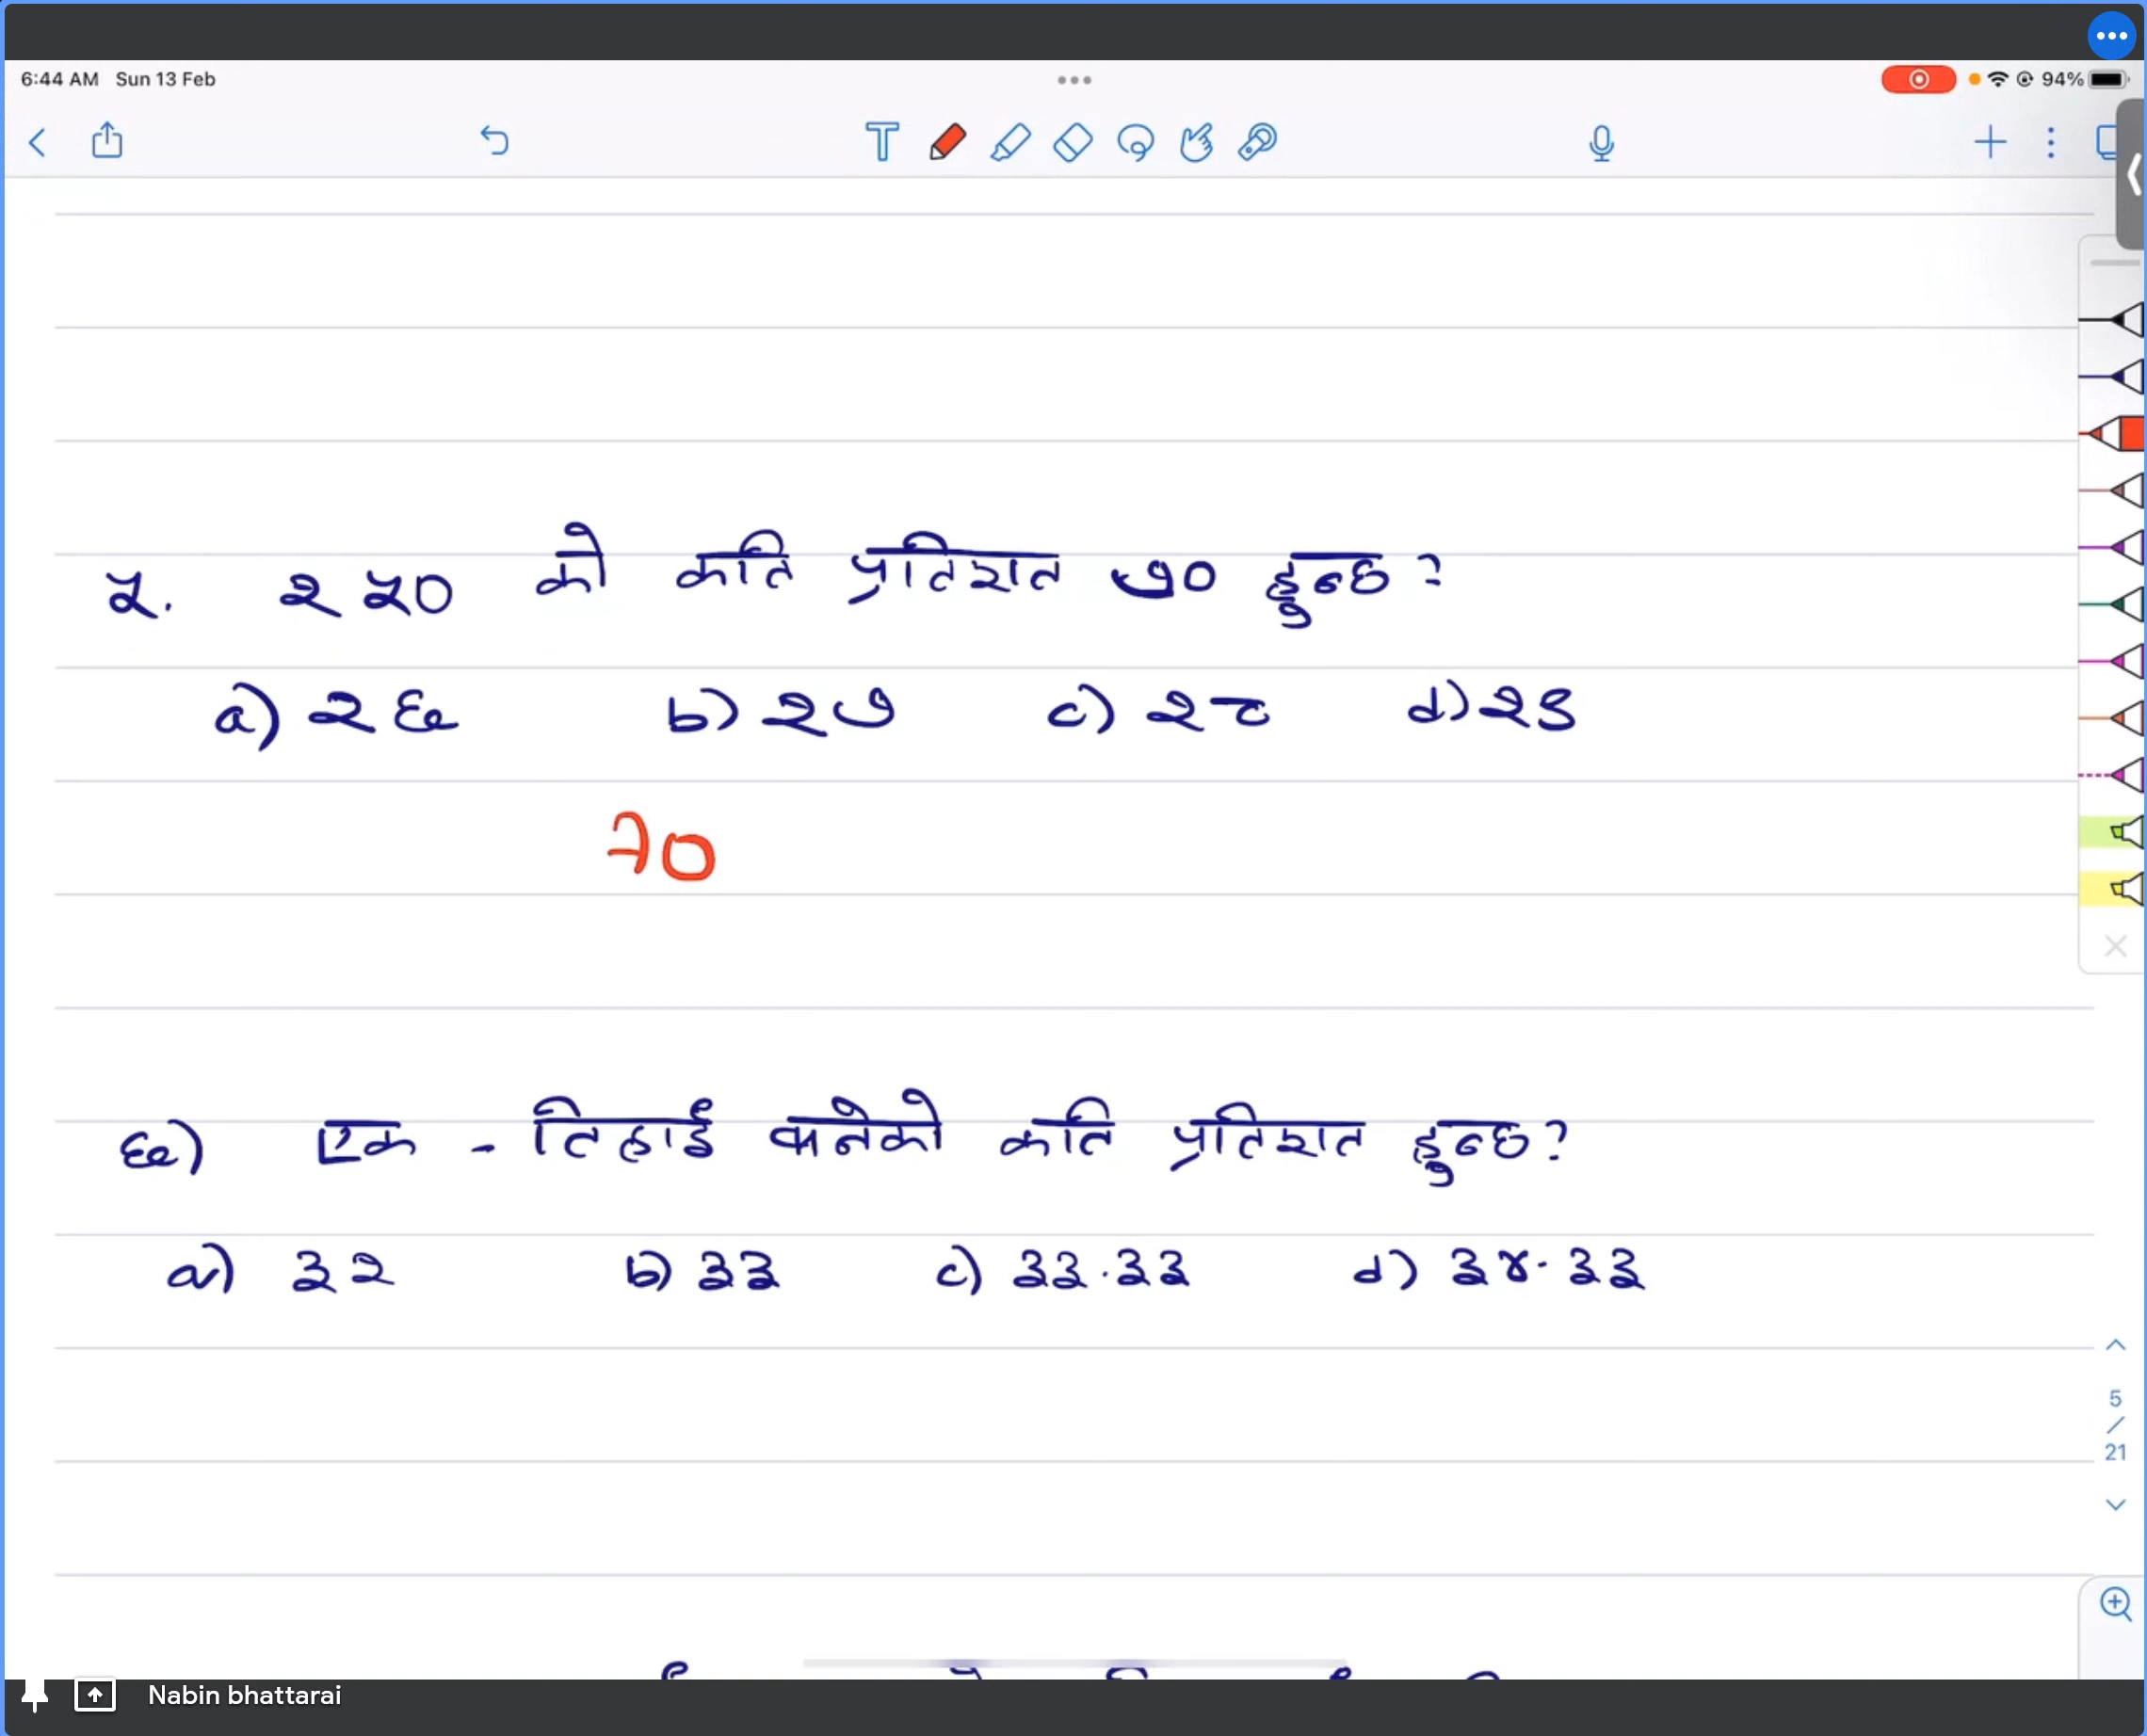 6:44 AM Sun 13 Feb
94%
५. २५० को कति प्रतिशत ७० हुन्छ ?
a) २६ b) २७ c) २८ d) २९
70
६) एक - तिहाई भनेको कति प्रतिशत हुन्छ?
a) ३२ b) ३३ c) ३३.३३ d) ३४.३३
5
/
21
Nabin bhattarai